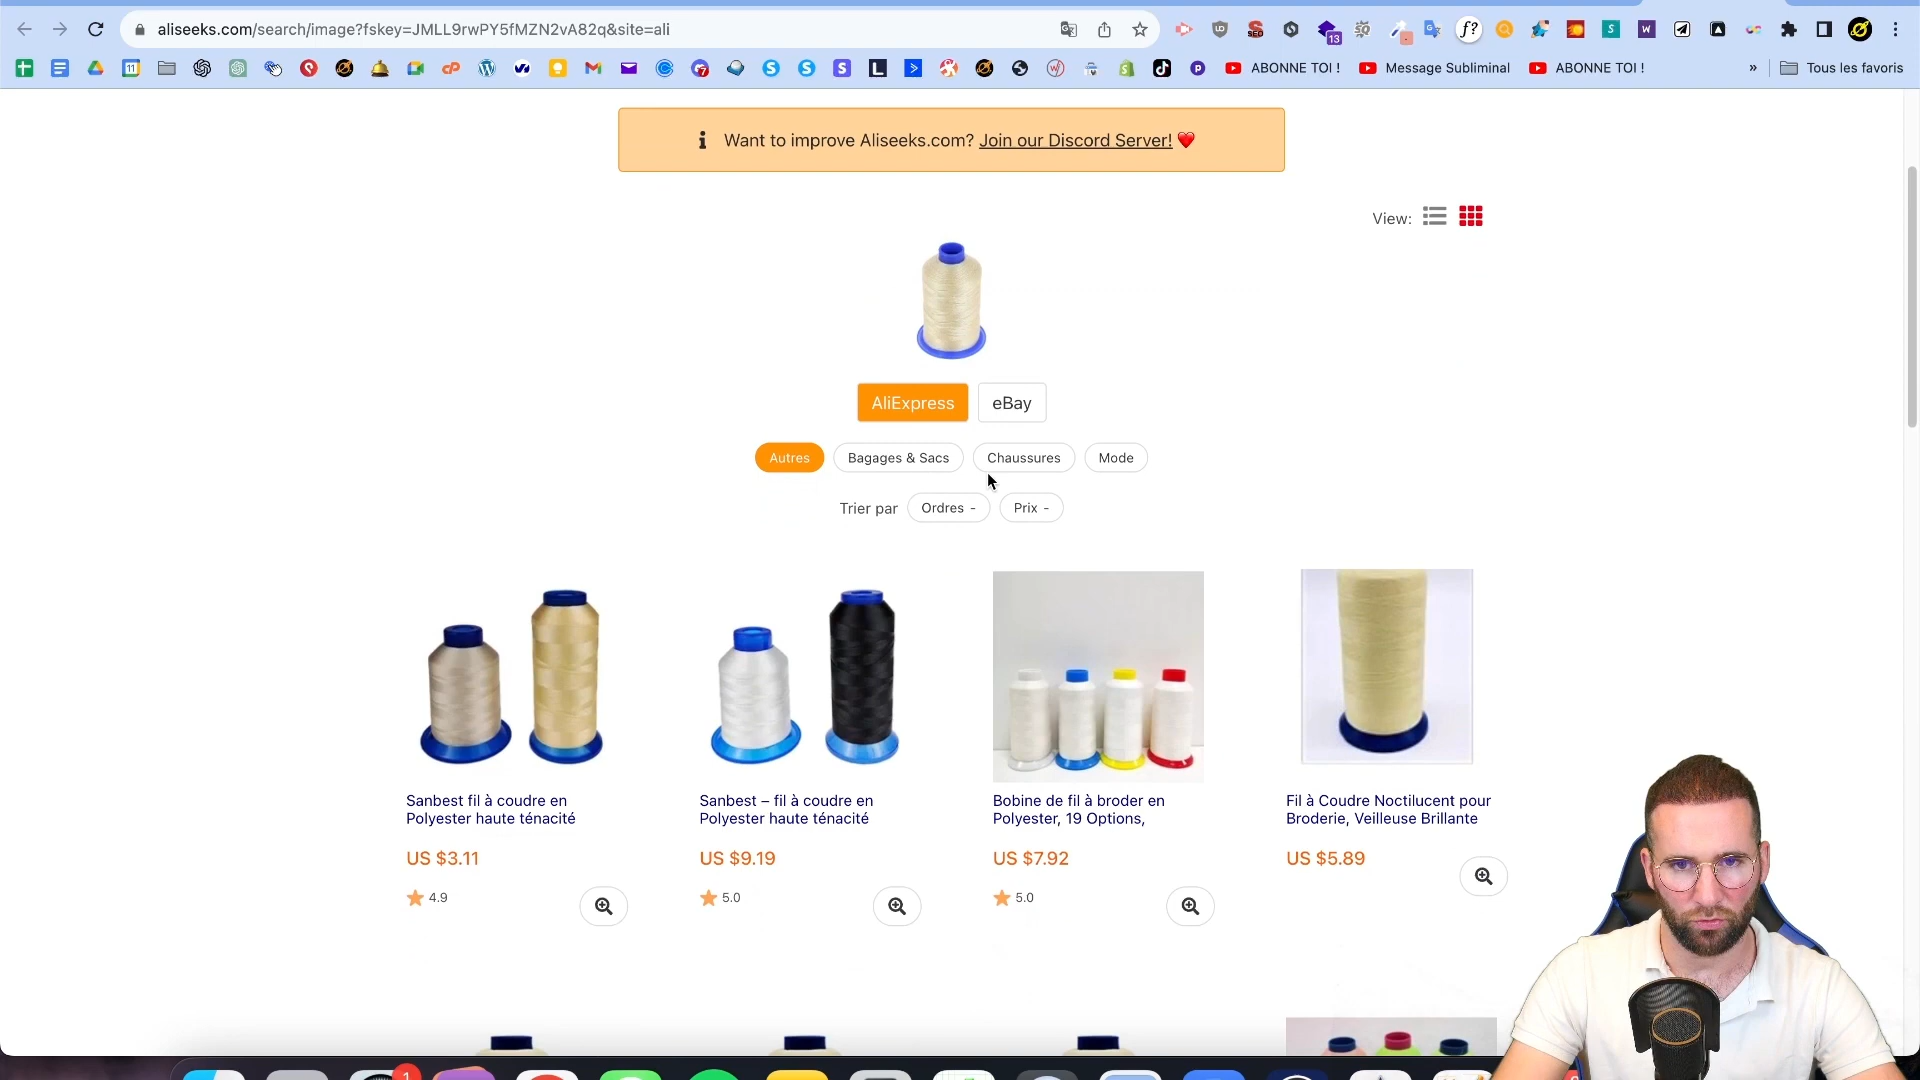 aliseeks.com/search/image?fskey=JMLL9rwPY5fMZN2vA82q&site=ali
ABONNE TOI !
Message Subliminal
ABONNE TOI !
»
Tous les favoris
Want to improve Aliseeks.com? Join our Discord Server! ❤️
View:
AliExpress
eBay
Autres
Bagages & Sacs
Chaussures
Mode
Trier par
Ordres -
Prix -
Sanbest fil à coudre en
Polyester haute ténacité
US $3.11
4.9
Sanbest – fil à coudre en
Polyester haute ténacité
US $9.19
5.0
Bobine de fil à broder en
Polyester, 19 Options,
US $7.92
5.0
Fil à Coudre Noctilucent pour
Broderie, Veilleuse Brillante
US $5.89